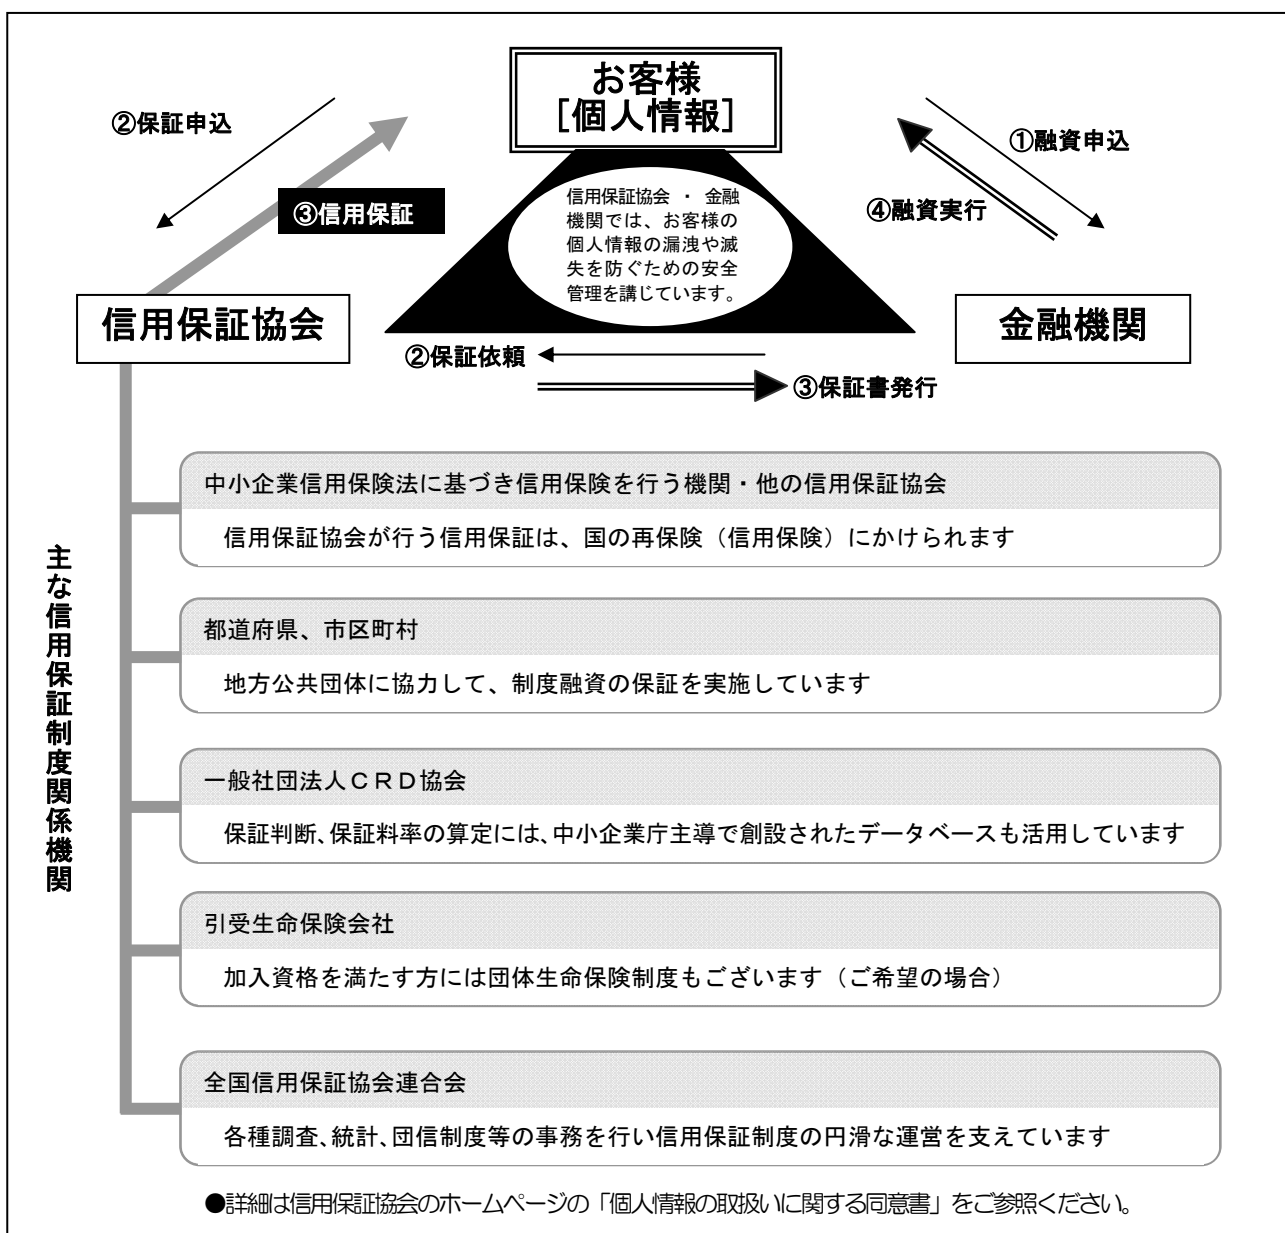 お客様
[個人情報]
②保証申込
①融資申込
③信用保証
④融資実行
信用保証協会 ・ 金融
機関では、お客様の
個人情報の漏洩や滅
失を防ぐための安全
管理を講じています。
信用保証協会
金融機関
②保証依頼
③保証書発行
主な信用保証制度関係機関
中小企業信用保険法に基づき信用保険を行う機関・他の信用保証協会
信用保証協会が行う信用保証は、国の再保険（信用保険）にかけられます
都道府県、市区町村
地方公共団体に協力して、制度融資の保証を実施しています
一般社団法人ＣＲＤ協会
保証判断、保証料率の算定には、中小企業庁主導で創設されたデータベースも活用しています
引受生命保険会社
加入資格を満たす方には団体生命保険制度もございます（ご希望の場合）
全国信用保証協会連合会
各種調査、統計、団信制度等の事務を行い信用保証制度の円滑な運営を支えています
●詳細は信用保証協会のホームページの「個人情報の取扱いに関する同意書」をご参照ください。